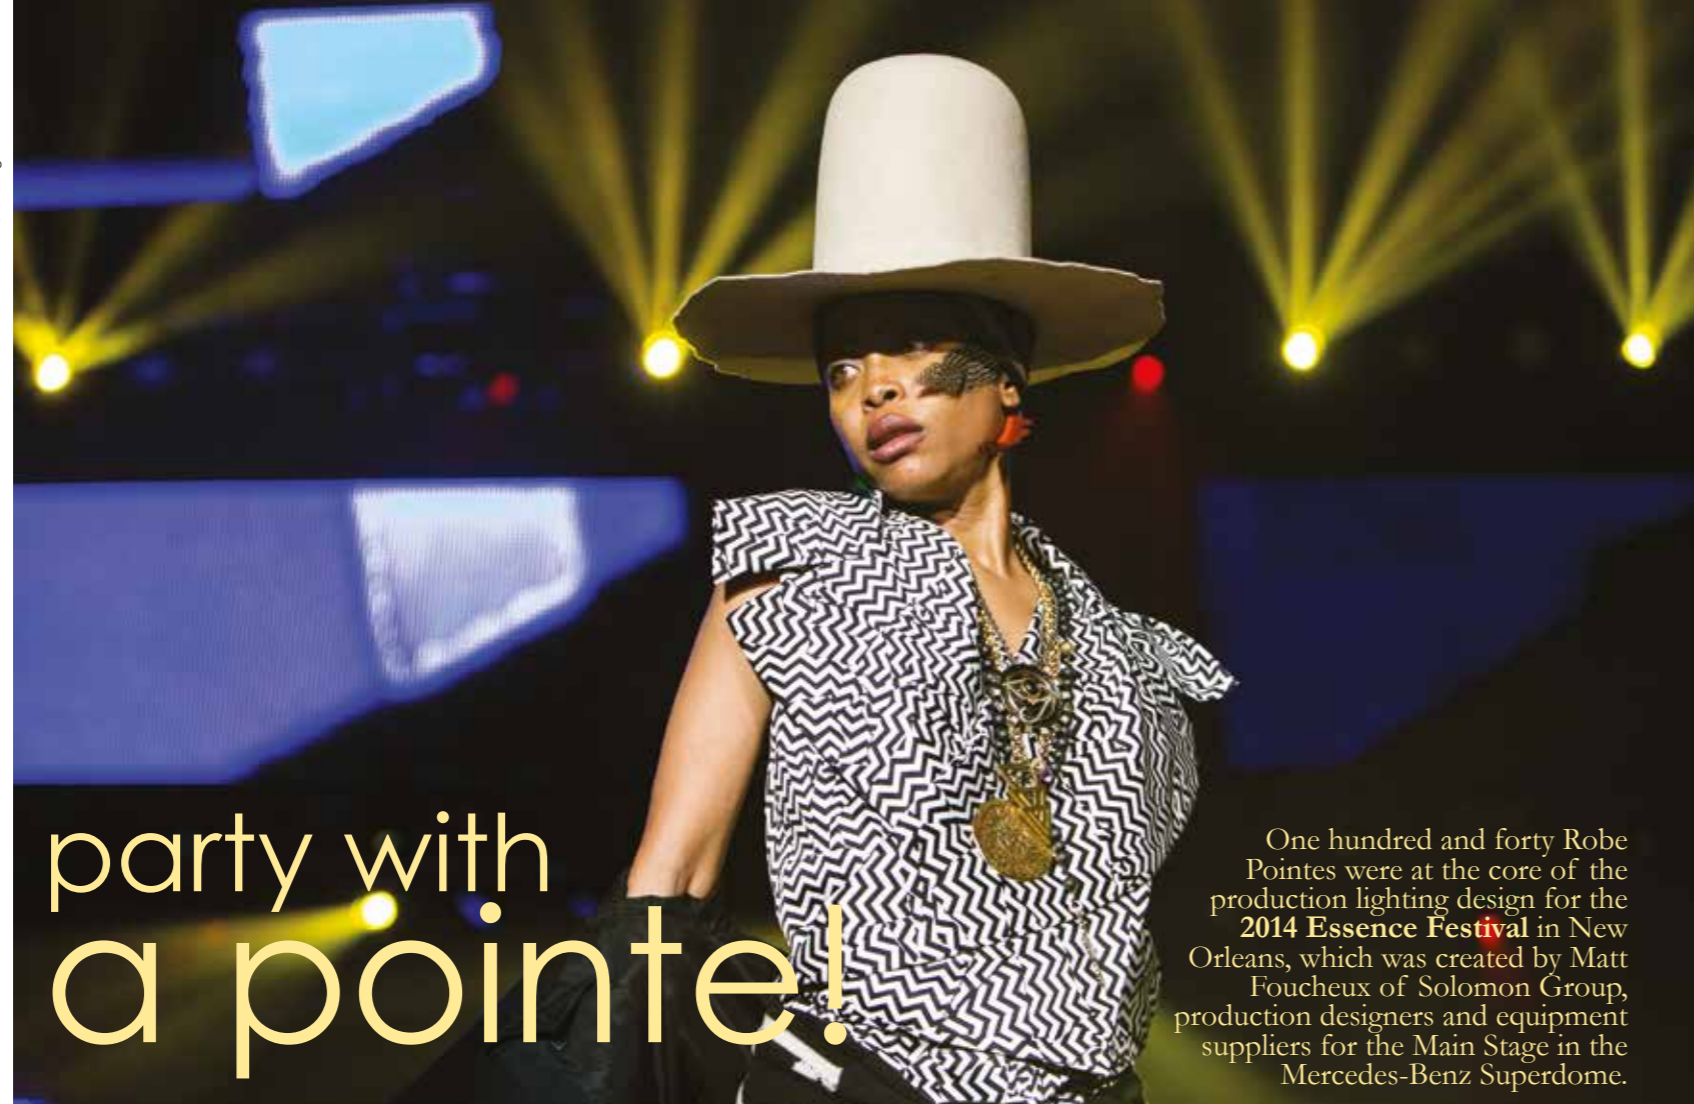 party with
a pointe!
One hundred and forty Robe
Pointes were at the core of the
production lighting design for the
2014 Essence Festival in New
Orleans, which was created by Matt
Foucheux of Solomon Group,
production designers and equipment
suppliers for the Main Stage in the
Mercedes-Benz Superdome.